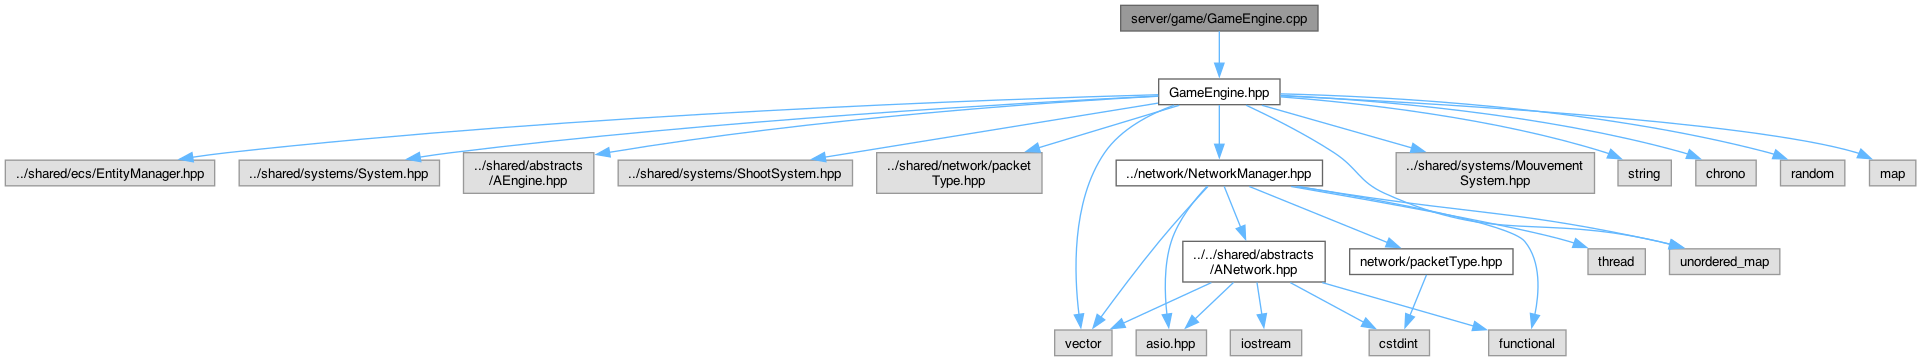 server/game/GameEngine.cpp
GameEngine.hpp
../shared/ecs/EntityManager.hpp
../shared/systems/System.hpp
../shared/abstracts
/AEngine.hpp
../shared/systems/ShootSystem.hpp
../shared/network/packet
Type.hpp
../network/NetworkManager.hpp
../shared/systems/Mouvement
System.hpp
string
chrono
random
map
../../shared/abstracts
/ANetwork.hpp
network/packetType.hpp
thread
unordered_map
vector
asio.hpp
iostream
cstdint
functional